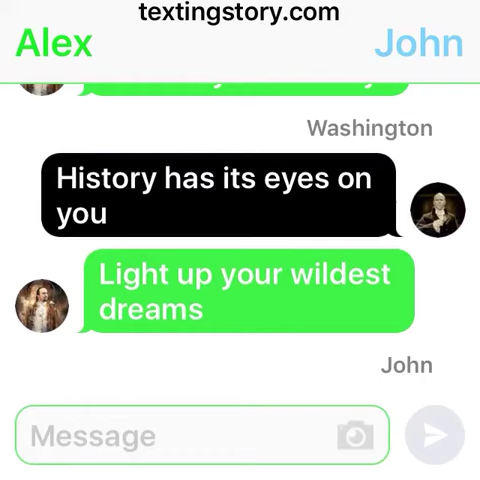 textingstory.com
Alex
John
Washington
History has its eyes on
you
Light up your wildest
dreams
John
Message